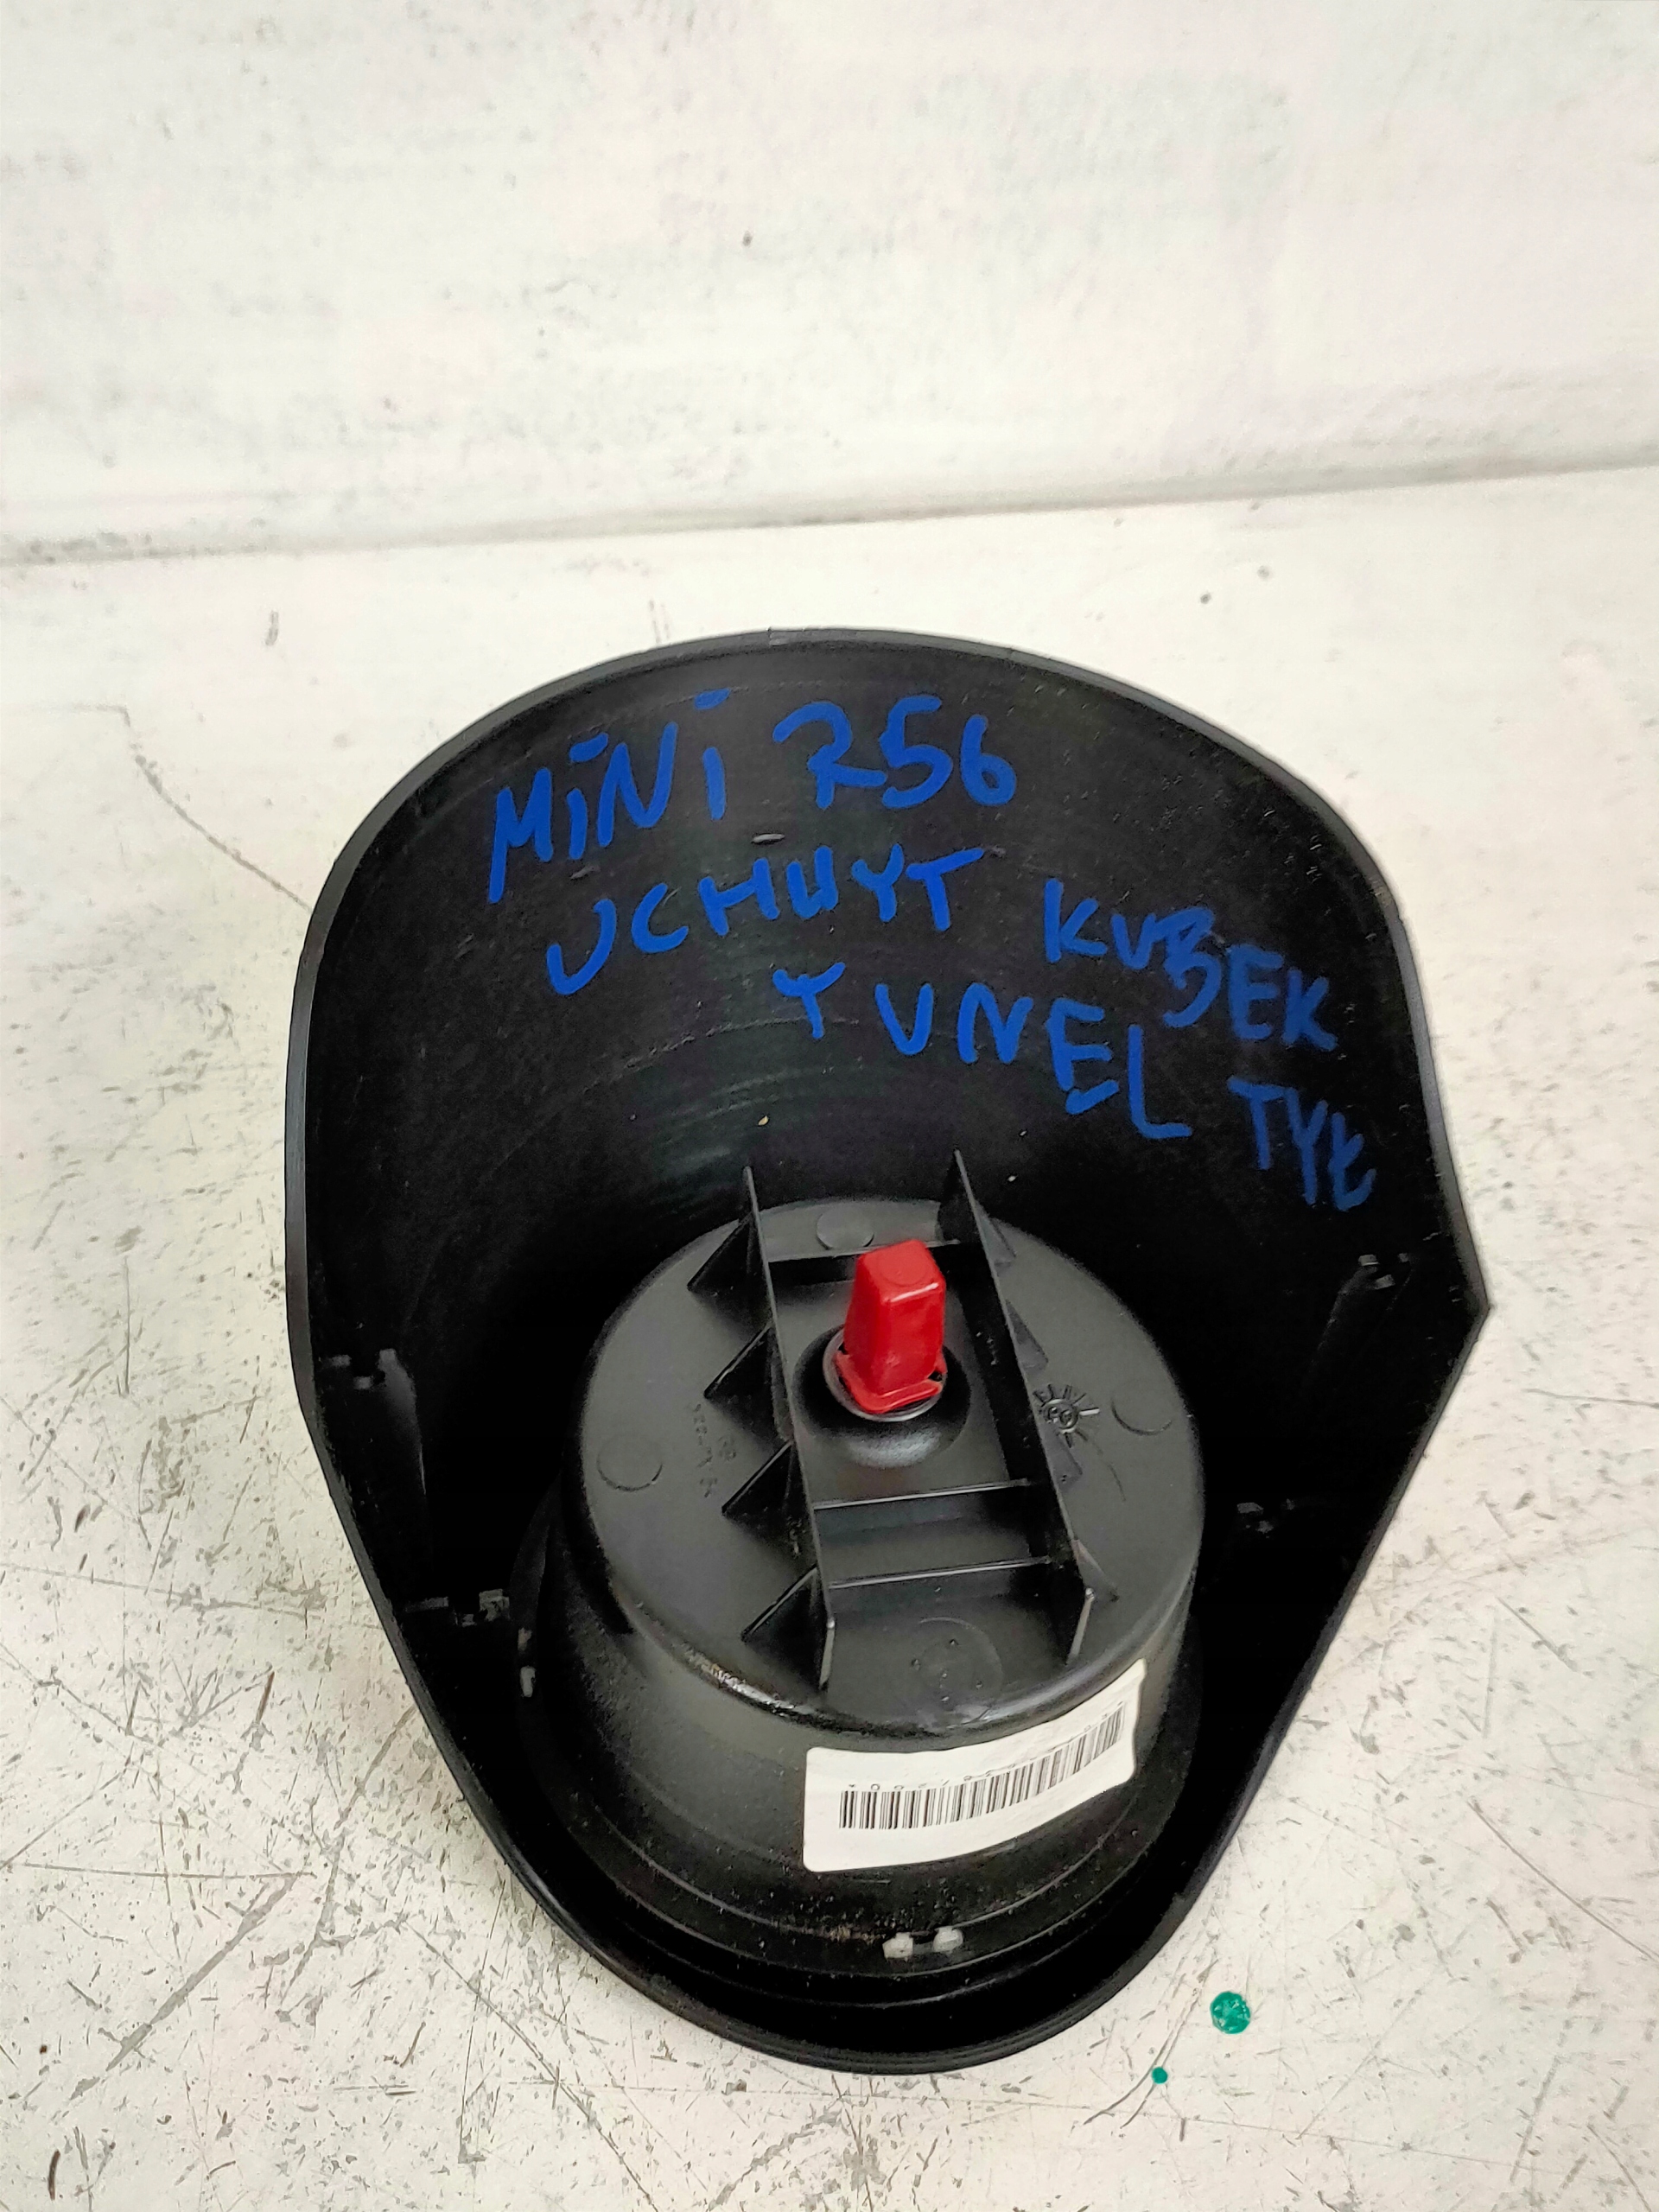 MINI R56
UCHWYT KUBEK
TUNEL TYŁ